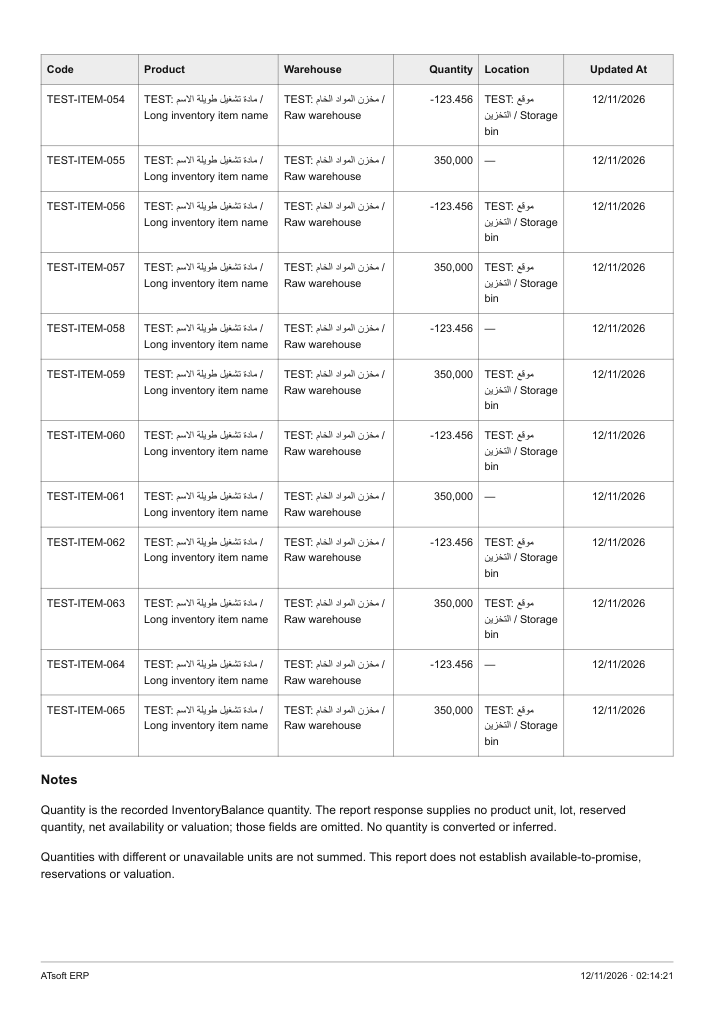 Code Product Warehouse Quantity Location Updated At
TEST-ITEM-054 TEST: مادة تشغيل طويلة الاسم / TEST: مخزن المواد الخام / -123.456 TEST: موقع 12/11/2026
Long inventory item name Raw warehouse التخزين / Storage
bin
TEST-ITEM-055 TEST: مادة تشغيل طويلة الاسم / TEST: مخزن المواد الخام / 350,000 — 12/11/2026
Long inventory item name Raw warehouse
TEST-ITEM-056 TEST: مادة تشغيل طويلة الاسم / TEST: مخزن المواد الخام / -123.456 TEST: موقع 12/11/2026
Long inventory item name Raw warehouse التخزين / Storage
bin
TEST-ITEM-057 TEST: مادة تشغيل طويلة الاسم / TEST: مخزن المواد الخام / 350,000 TEST: موقع 12/11/2026
Long inventory item name Raw warehouse التخزين / Storage
bin
TEST-ITEM-058 TEST: مادة تشغيل طويلة الاسم / TEST: مخزن المواد الخام / -123.456 — 12/11/2026
Long inventory item name Raw warehouse
TEST-ITEM-059 TEST: مادة تشغيل طويلة الاسم / TEST: مخزن المواد الخام / 350,000 TEST: موقع 12/11/2026
Long inventory item name Raw warehouse التخزين / Storage
bin
TEST-ITEM-060 TEST: مادة تشغيل طويلة الاسم / TEST: مخزن المواد الخام / -123.456 TEST: موقع 12/11/2026
Long inventory item name Raw warehouse التخزين / Storage
bin
TEST-ITEM-061 TEST: مادة تشغيل طويلة الاسم / TEST: مخزن المواد الخام / 350,000 — 12/11/2026
Long inventory item name Raw warehouse
TEST-ITEM-062 TEST: مادة تشغيل طويلة الاسم / TEST: مخزن المواد الخام / -123.456 TEST: موقع 12/11/2026
Long inventory item name Raw warehouse التخزين / Storage
bin
TEST-ITEM-063 TEST: مادة تشغيل طويلة الاسم / TEST: مخزن المواد الخام / 350,000 TEST: موقع 12/11/2026
Long inventory item name Raw warehouse التخزين / Storage
bin
TEST-ITEM-064 TEST: مادة تشغيل طويلة الاسم / TEST: مخزن المواد الخام / -123.456 — 12/11/2026
Long inventory item name Raw warehouse
TEST-ITEM-065 TEST: مادة تشغيل طويلة الاسم / TEST: مخزن المواد الخام / 350,000 TEST: موقع 12/11/2026
Long inventory item name Raw warehouse التخزين / Storage
bin
Notes
Quantity is the recorded InventoryBalance quantity. The report response supplies no product unit, lot, reserved
quantity, net availability or valuation; those fields are omitted. No quantity is converted or inferred.
Quantities with different or unavailable units are not summed. This report does not establish available-to-promise,
reservations or valuation.
ATsoft ERP 12/11/2026 · 02:14:21